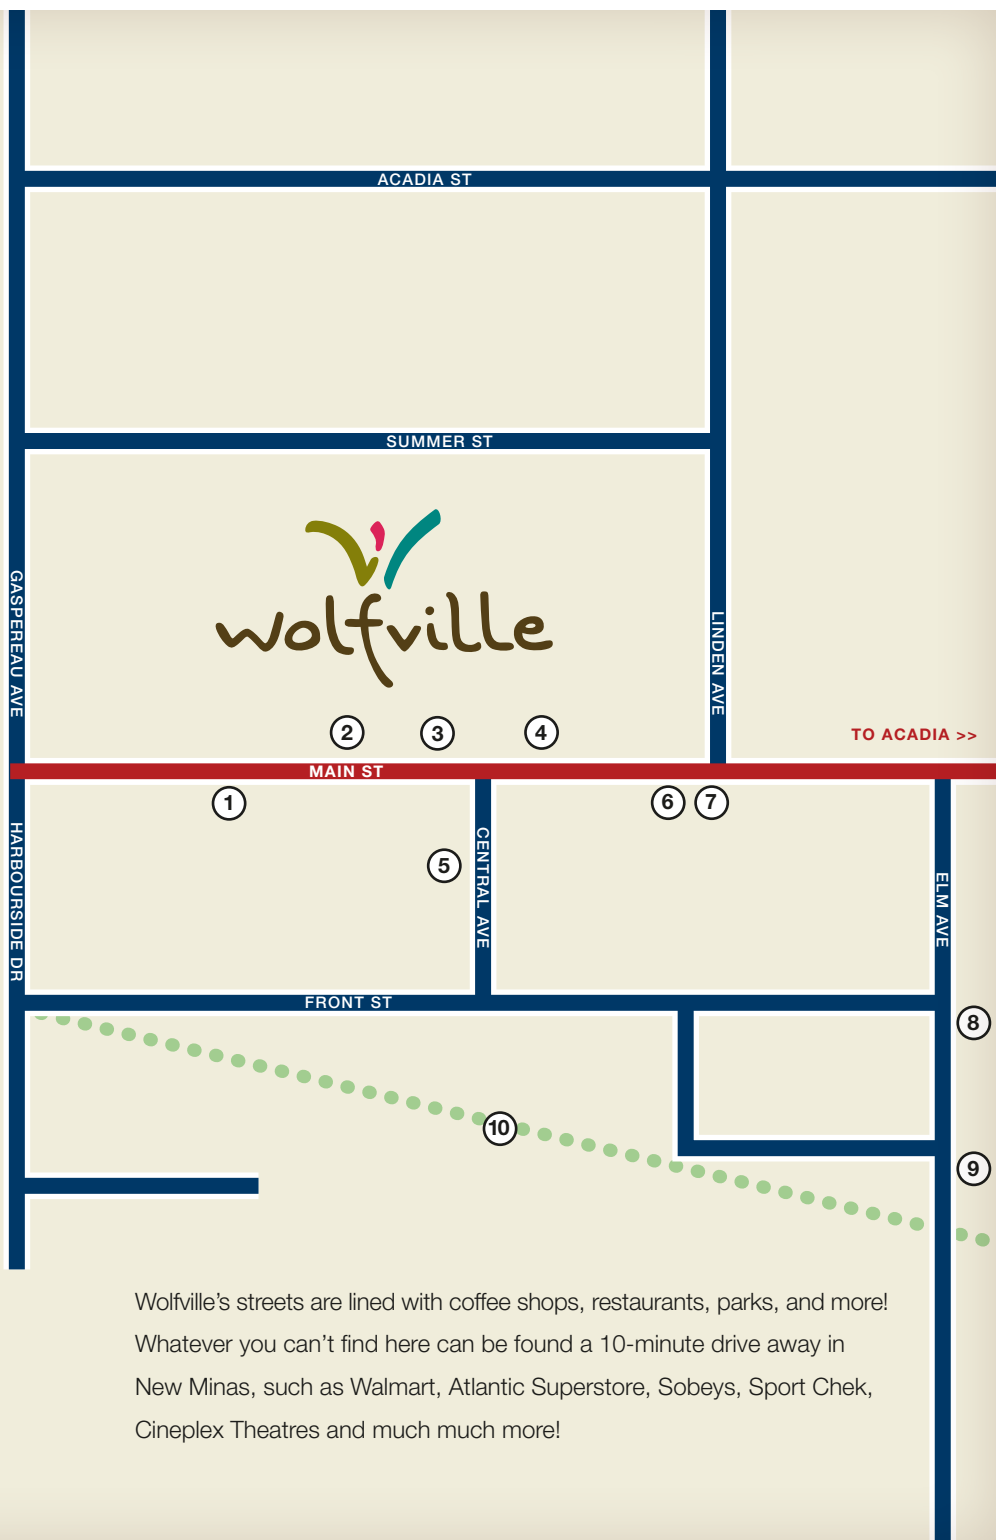 ACADIA ST
SUMMER ST
wolfville
GASPEREAU AVE
LINDEN AVE
2
3
4
TO ACADIA >>
MAIN ST
1
6
7
HARBOURSIDE DR
5
CENTRAL AVE
ELM AVE
FRONT ST
8
10
9
Wolfville’s streets are lined with coffee shops, restaurants, parks, and more!
Whatever you can’t find here can be found a 10-minute drive away in
New Minas, such as Walmart, Atlantic Superstore, Sobeys, Sport Chek,
Cineplex Theatres and much much more!